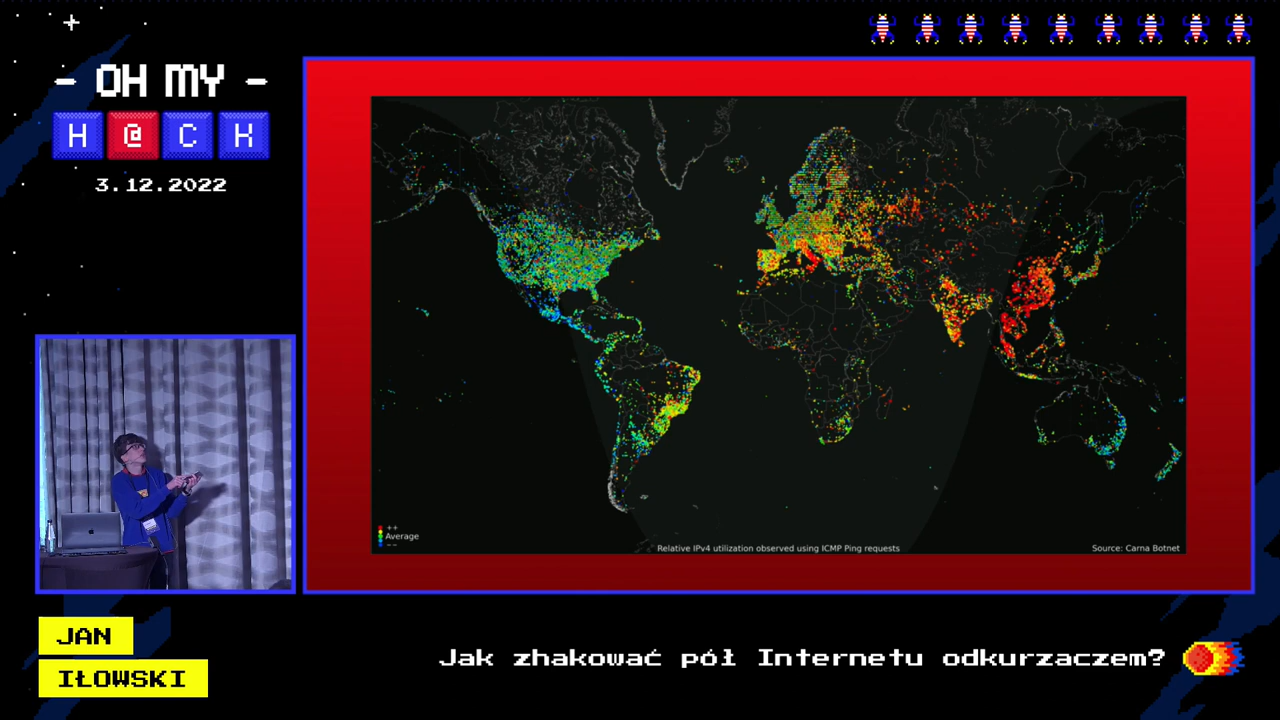 - OH MY -
H@CK
3.12.2022
++
Average
--
Relative IPv4 utilization observed using ICMP Ping requests
Source: Carna Botnet
JAN
IŁOWSKI
Jak zhakować pół Internetu odkurzaczem?